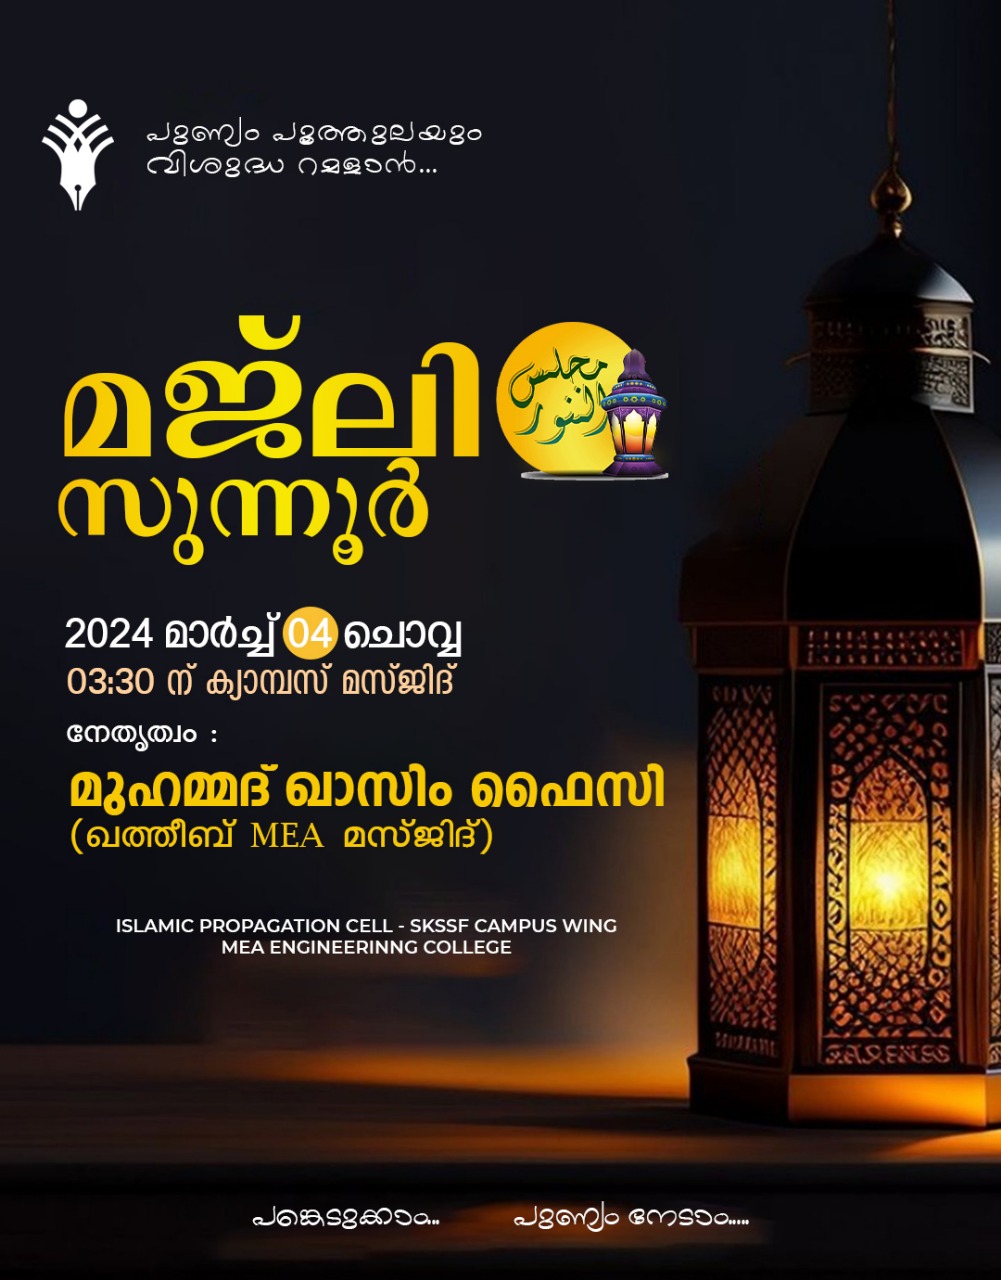 പുണ്യം പൂത്തുലയും
വിശുദ്ധ റമളാൻ...
മജ്‌ലി
സുന്നൂർ
مجلس
النور
2024 മാർച്ച് 04 ചൊവ്വ
03:30 ന് ക്യാമ്പസ് മസ്ജിദ്
നേതൃത്വം :
മുഹമ്മദ് ഖാസിം ഫൈസി
(ഖത്തീബ് MEA മസ്ജിദ്)
ISLAMIC PROPAGATION CELL - SKSSF CAMPUS WING
MEA ENGINEERINNG COLLEGE
പങ്കെടുക്കാം... പുണ്യം നേടാം.....